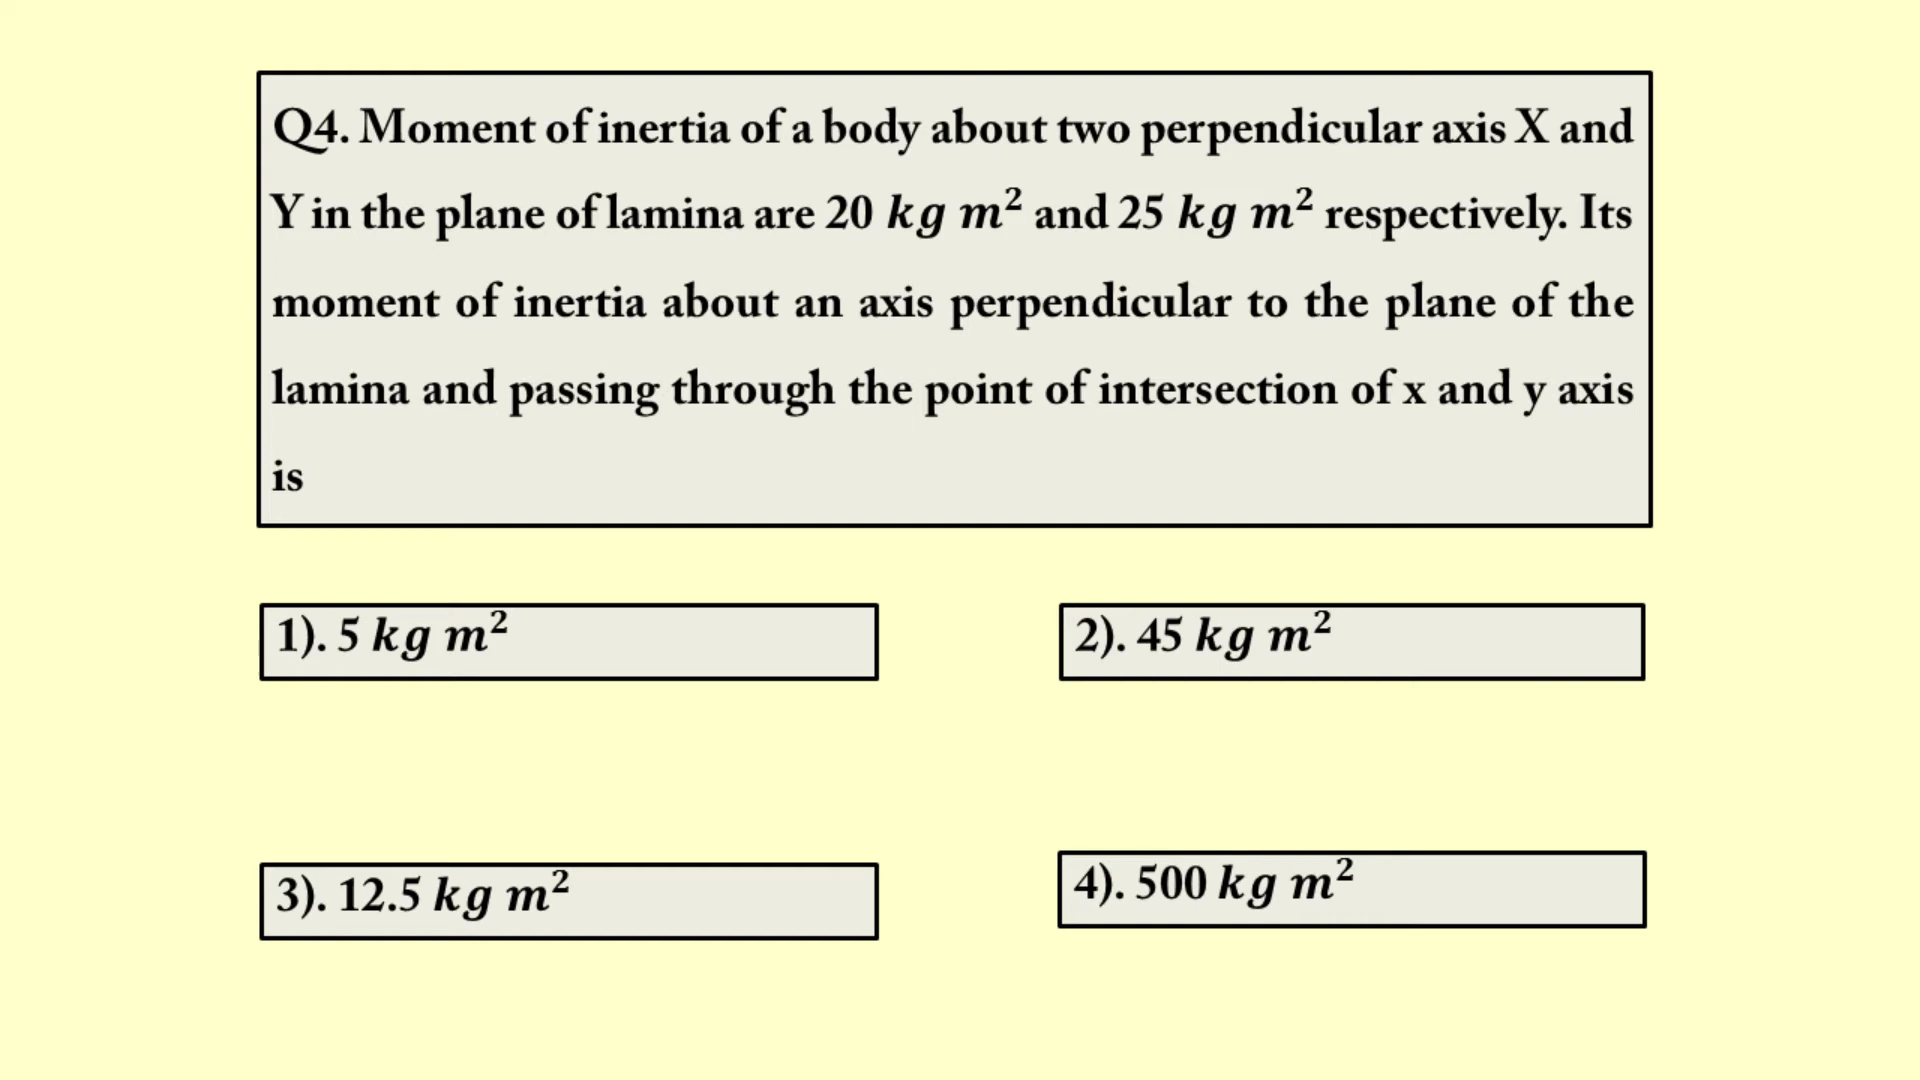 Q4. Moment of inertia of a body about two perpendicular axis X and
Y in the plane of lamina are 20 kg m² and 25 kg m² respectively. Its
moment of inertia about an axis perpendicular to the plane of the
lamina and passing through the point of intersection of x and y axis
is
1). 5 kg m²
2). 45 kg m²
3). 12.5 kg m²
4). 500 kg m²